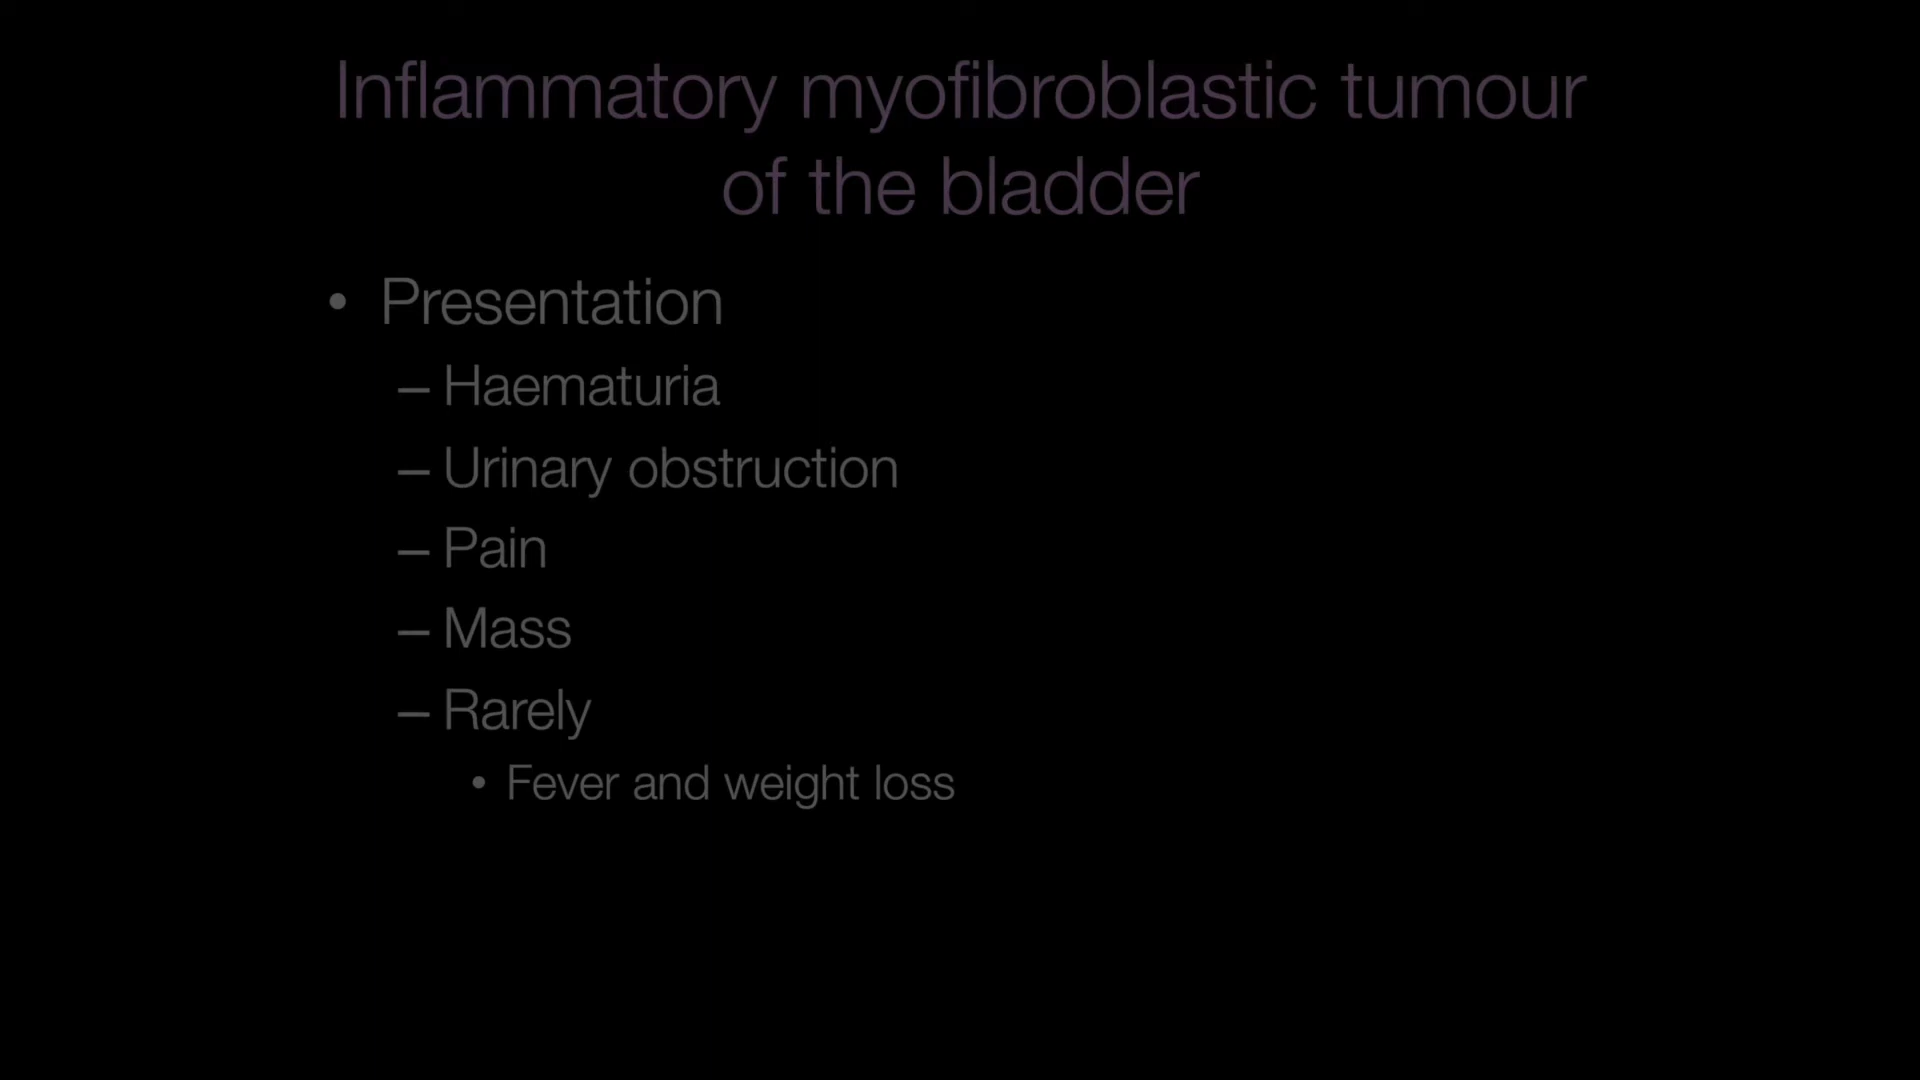 Inflammatory myofibroblastic tumour
of the bladder
• Presentation
– Haematuria
– Urinary obstruction
– Pain
– Mass
– Rarely
• Fever and weight loss